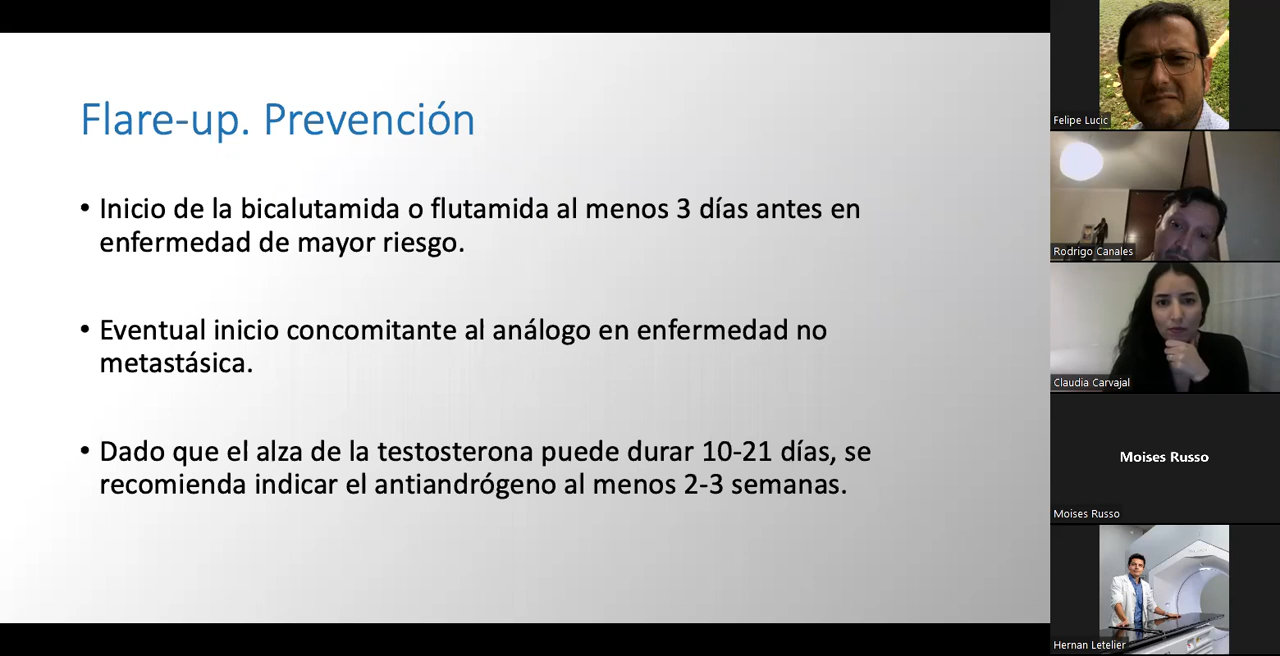 Flare-up. Prevención
• Inicio de la bicalutamida o flutamida al menos 3 días antes en
enfermedad de mayor riesgo.
• Eventual inicio concomitante al análogo en enfermedad no
metastásica.
• Dado que el alza de la testosterona puede durar 10-21 días, se
recomienda indicar el antiandrógeno al menos 2-3 semanas.
Felipe Lucic
Rodrigo Canales
Claudia Carvajal
Moises Russo
Moises Russo
Hernan Letelier